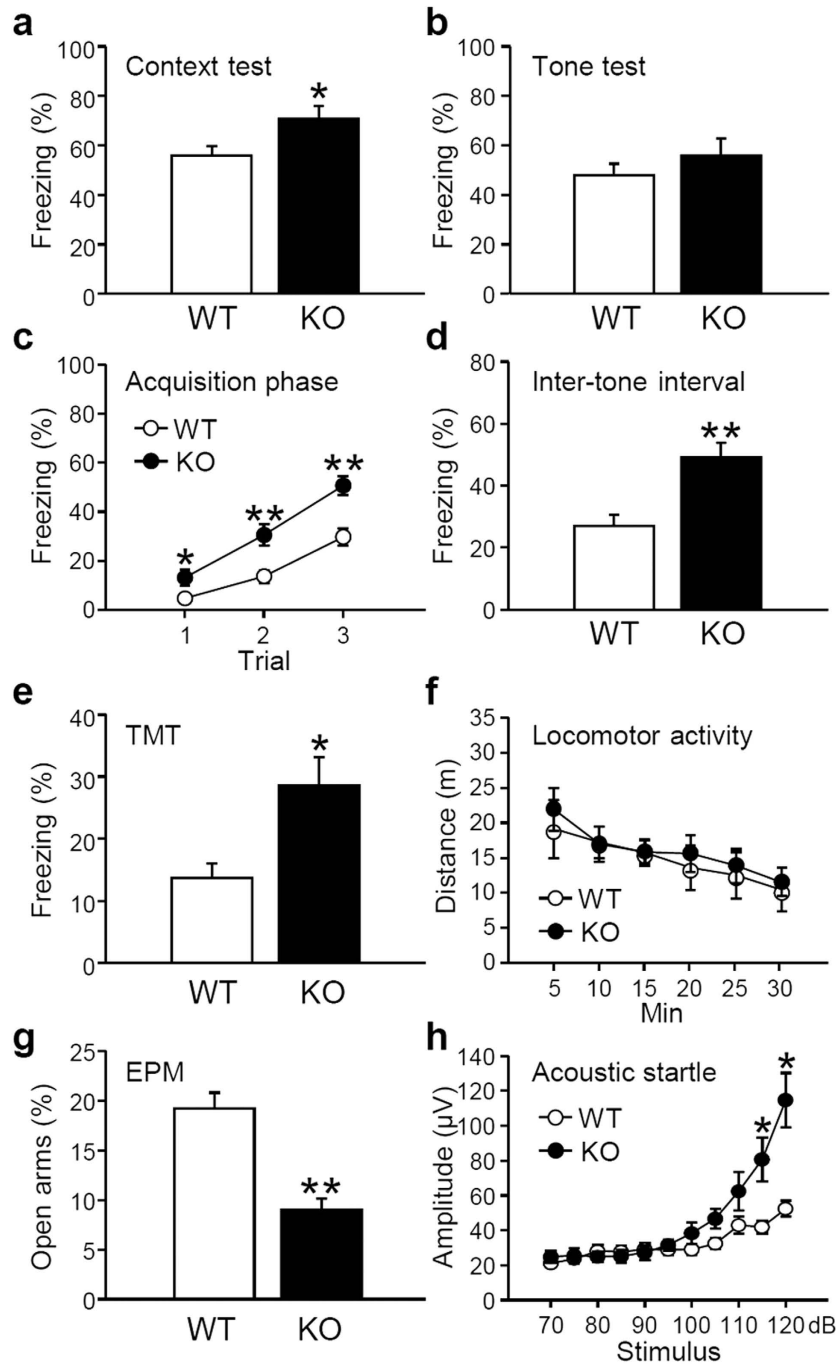 a
Context test
*
Freezing (%)
100
80
60
40
20
0
WT KO
b
Tone test
Freezing (%)
100
80
60
40
20
0
WT KO
c
Acquisition phase
WT
KO
*
**
**
Freezing (%)
100
80
60
40
20
0
1 2 3
Trial
d
Inter-tone interval
**
Freezing (%)
80
60
40
20
0
WT KO
e
TMT
*
Freezing (%)
40
30
20
10
0
WT KO
f
Locomotor activity
WT
KO
Distance (m)
35
30
25
20
15
10
5
0
5 10 15 20 25 30
Min
g
EPM
**
Open arms (%)
25
20
15
10
5
0
WT KO
h
Acoustic startle
WT
KO
*
*
Amplitude (µV)
140
120
100
80
60
40
20
0
70 80 90 100 110 120 dB
Stimulus